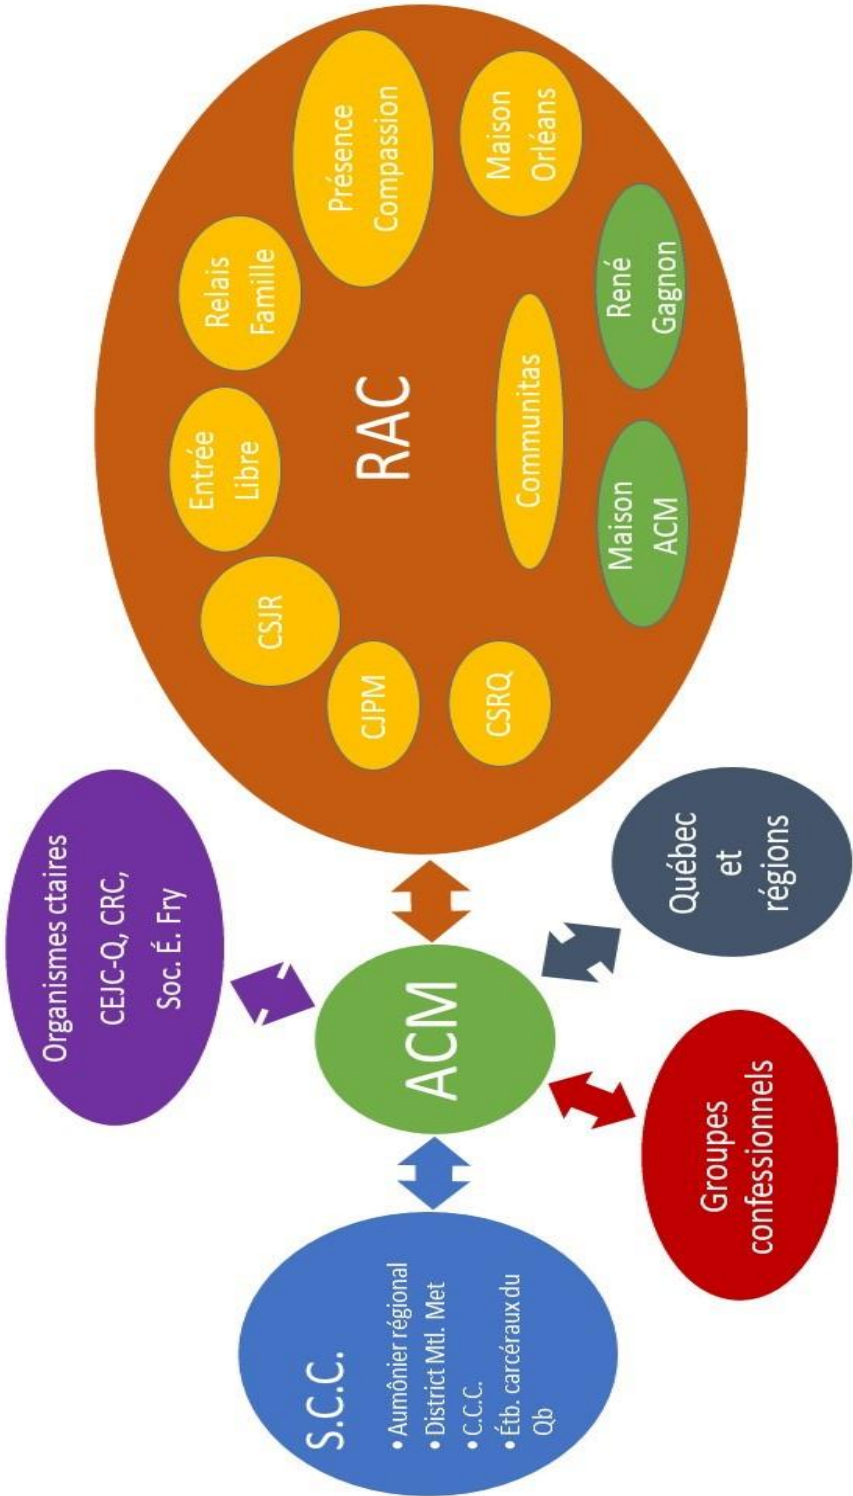 S.C.C.
• Aumônier régional
• District Mtl. Met
• C.C.C.
• Étb. carcéraux du
Qb
Organismes ctaires
CEJC-Q, CRC,
Soc. É. Fry
ACM
Groupes
confessionnels
Québec
et
régions
RAC
CSJR
Entrée
Libre
Relais
Famille
Présence
Compassion
CJPM
CSRQ
Communitas
Maison
Orléans
Maison
ACM
René
Gagnon